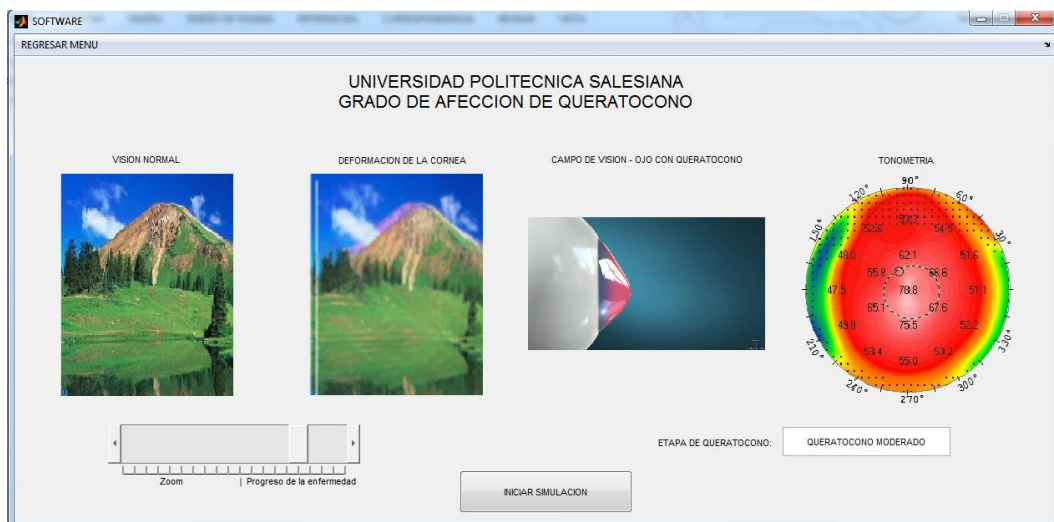 SOFTWARE
REGRESAR MENU
UNIVERSIDAD POLITECNICA SALESIANA
GRADO DE AFECCION DE QUERATOCONO
VISION NORMAL
DEFORMACION DE LA CORNEA
CAMPO DE VISION - OJO CON QUERATOCONO
TONOMETRIA
90°
120°
60°
150°
30°
53.3
52.6
54.5
48.0
62.1
51.6
55.8
66.6
47.5
78.8
51.1
65.1
67.6
49.8
75.5
52.2
53.4
55.0
53.2
210°
330°
240°
300°
270°
ETAPA DE QUERATOCONO:
QUERATOCONO MODERADO
Zoom
| Progreso de la enfermedad
INICIAR SIMULACION